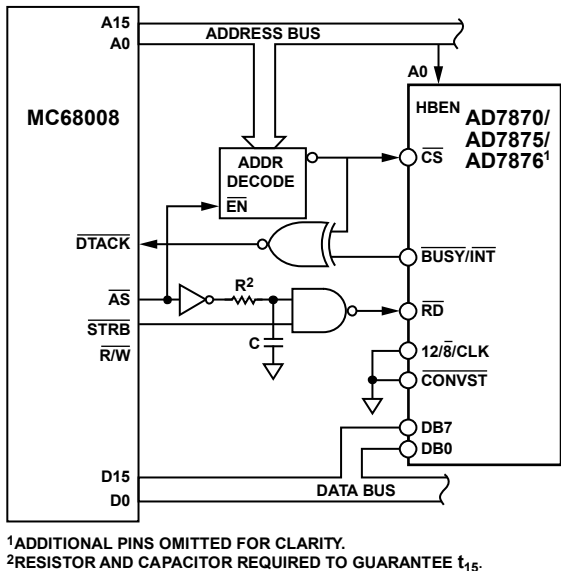 A15
ADDRESS BUS
A0
A0
MC68008
HBEN
AD7870/
AD7875/
AD7876¹
ADDR
DECODE
EN
CS
DTACK
BUSY/INT
AS
R²
RD
STRB
C
R/W
12/8/CLK
CONVST
DB7
DB0
D15
D0
DATA BUS
¹ADDITIONAL PINS OMITTED FOR CLARITY.
²RESISTOR AND CAPACITOR REQUIRED TO GUARANTEE t₁₅.